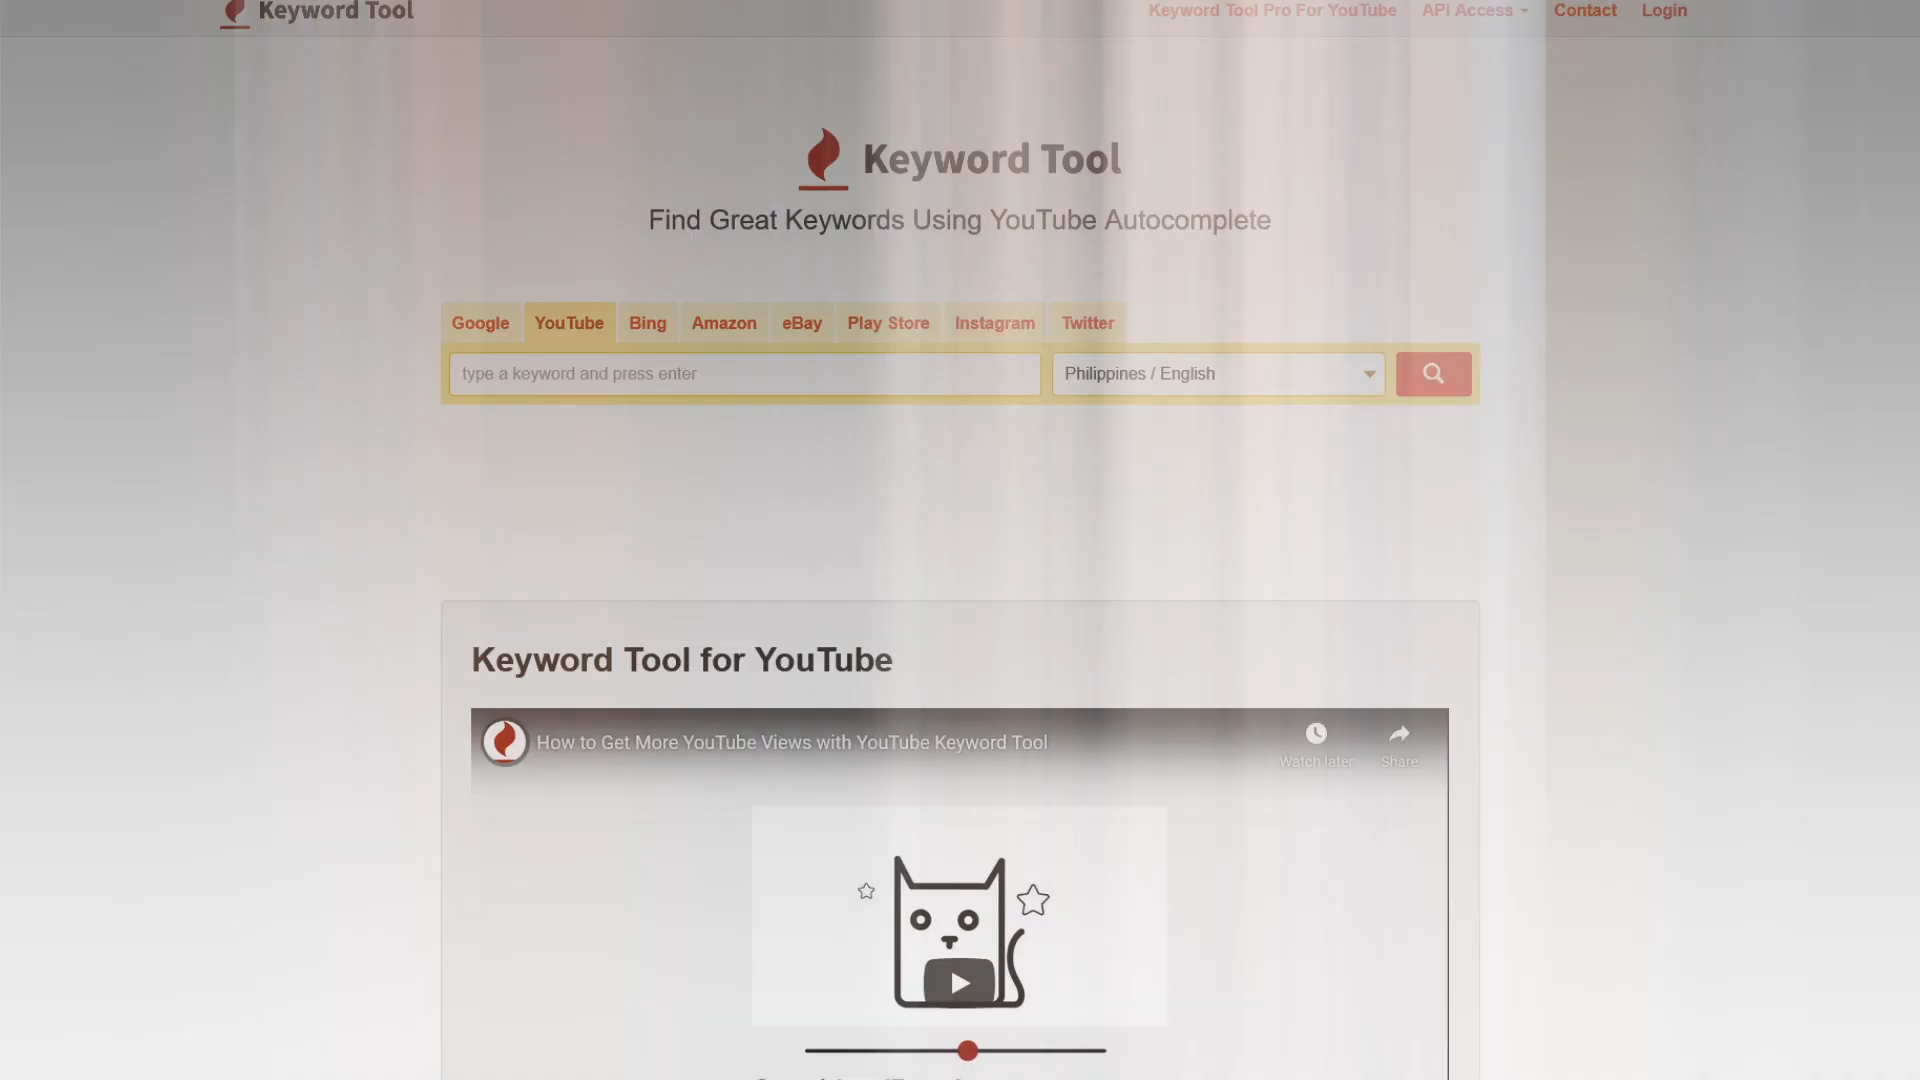 Keyword Tool
Keyword Tool Pro For YouTube API Access Contact Login
Keyword Tool
Find Great Keywords Using YouTube Autocomplete
Google YouTube Bing Amazon eBay Play Store Instagram Twitter
type a keyword and press enter Philippines / English
Keyword Tool for YouTube
How to Get More YouTube Views with YouTube Keyword Tool
Watch later Share